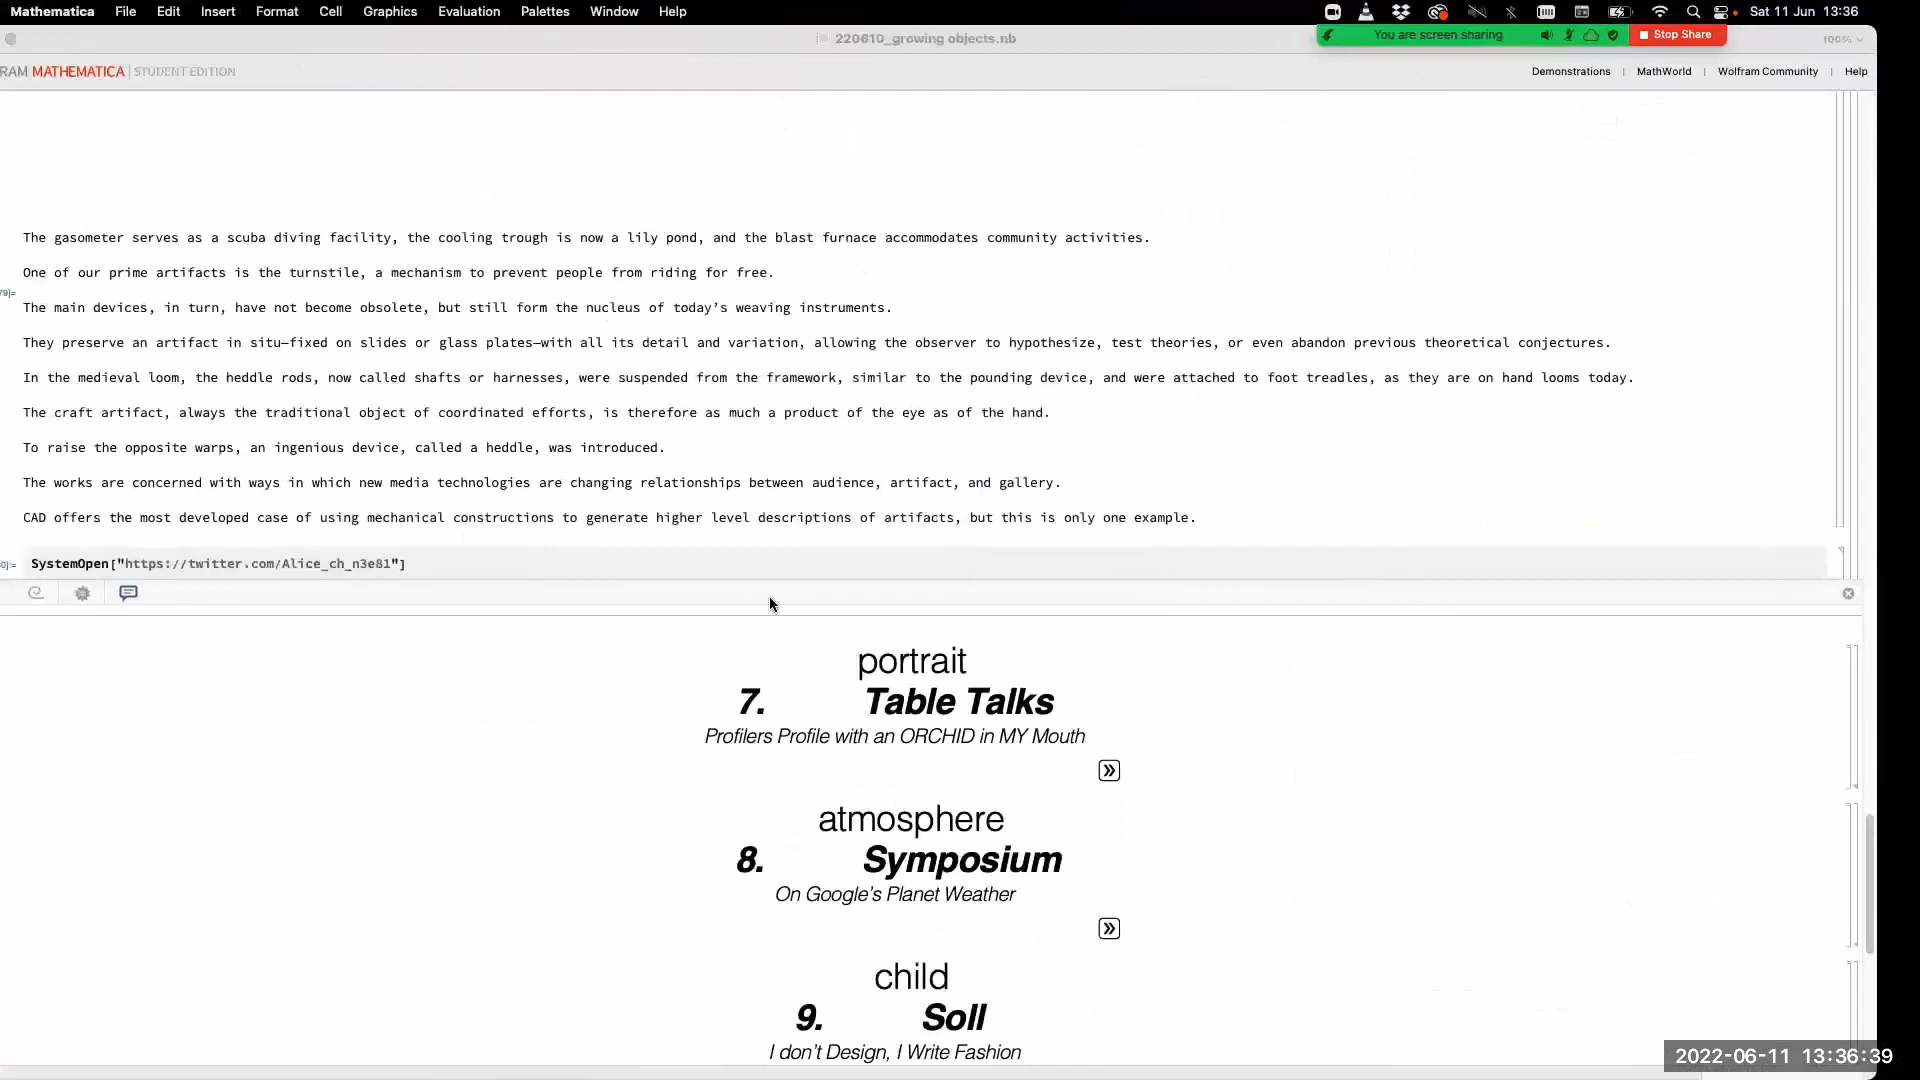 Mathematica File Edit Insert Format Cell Graphics Evaluation Palettes Window Help Sat 11 Jun 13:36
220610_growing objects.nb
You are screen sharing Stop Share
100%
RAM MATHEMATICA | STUDENT EDITION Demonstrations | MathWorld | Wolfram Community | Help
The gasometer serves as a scuba diving facility, the cooling trough is now a lily pond, and the blast furnace accommodates community activities.
One of our prime artifacts is the turnstile, a mechanism to prevent people from riding for free.
79]=
The main devices, in turn, have not become obsolete, but still form the nucleus of today’s weaving instruments.
They preserve an artifact in situ—fixed on slides or glass plates—with all its detail and variation, allowing the observer to hypothesize, test theories, or even abandon previous theoretical conjectures.
In the medieval loom, the heddle rods, now called shafts or harnesses, were suspended from the framework, similar to the pounding device, and were attached to foot treadles, as they are on hand looms today.
The craft artifact, always the traditional object of coordinated efforts, is therefore as much a product of the eye as of the hand.
To raise the opposite warps, an ingenious device, called a heddle, was introduced.
The works are concerned with ways in which new media technologies are changing relationships between audience, artifact, and gallery.
CAD offers the most developed case of using mechanical constructions to generate higher level descriptions of artifacts, but this is only one example.
0]:= SystemOpen["https://twitter.com/Alice_ch_n3e81"]
portrait
7. Table Talks
Profilers Profile with an ORCHID in MY Mouth
atmosphere
8. Symposium
On Google's Planet Weather
child
9. Soll
I don't Design, I Write Fashion
2022-06-11 13:36:39